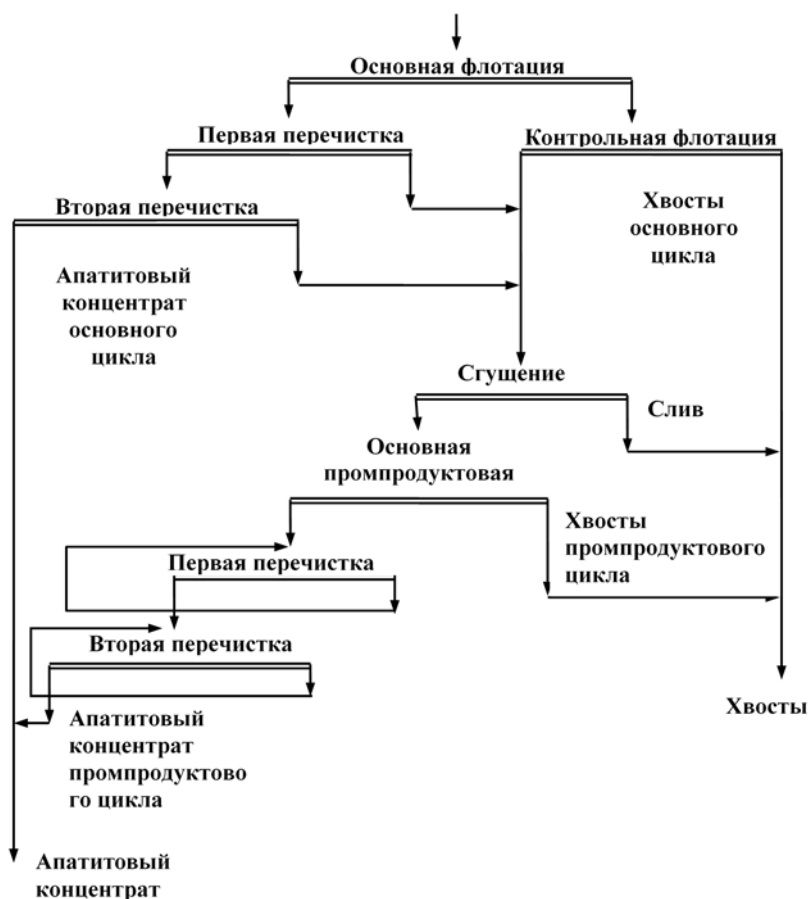 Основная флотация
Первая перечистка
Контрольная флотация
Вторая перечистка
Хвосты
основного
цикла
Апатитовый
концентрат
основного
цикла
Сгущение
Слив
Основная
промпродуктовая
Хвосты
промпродуктового
цикла
Первая перечистка
Вторая перечистка
Хвосты
Апатитовый
концентрат
промпродуктово
го цикла
Апатитовый
концентрат